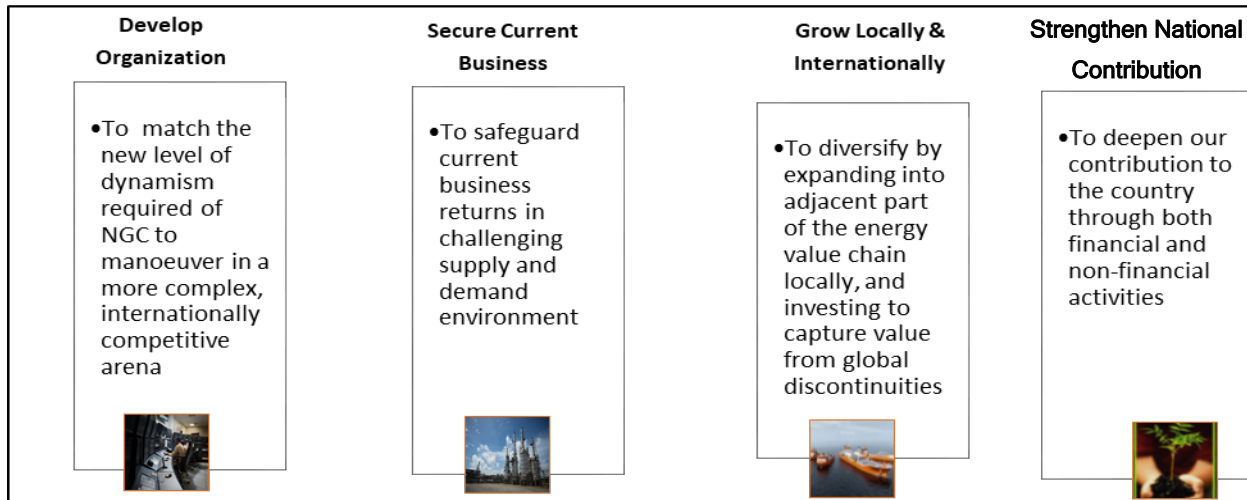 Develop
Organization
•To match the
new level of
dynamism
required of
NGC to
manoeuver in a
more complex,
internationally
competitive
arena
Secure Current
Business
•To safeguard
current
business
returns in
challenging
supply and
demand
environment
Grow Locally &
Internationally
•To diversify by
expanding into
adjacent part
of the energy
value chain
locally, and
investing to
capture value
from global
discontinuities
Strengthen National
Contribution
•To deepen our
contribution to
the country
through both
financial and
non-financial
activities